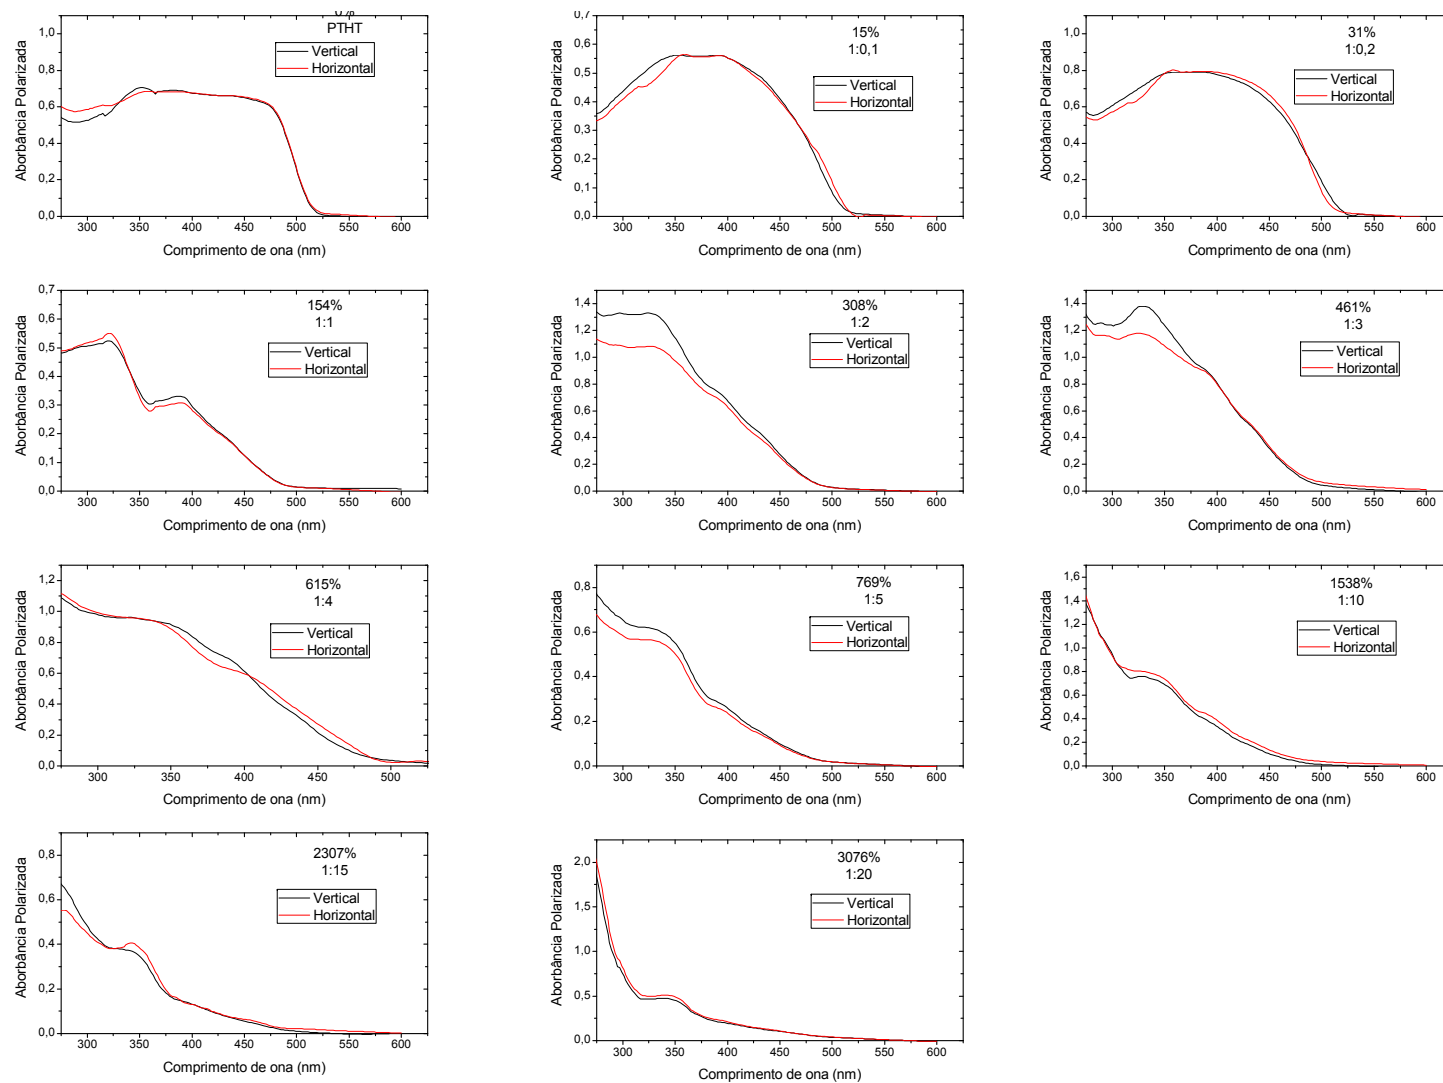 PTHT
Vertical
Horizontal
Aborbância Polarizada
1,0
0,8
0,6
0,4
0,2
0,0
300 350 400 450 500 550 600
Comprimento de ona (nm)
15%
1:0,1
Vertical
Horizontal
Aborbância Polarizada
0,7
0,6
0,5
0,4
0,3
0,2
0,1
0,0
300 350 400 450 500 550 600
Comprimento de ona (nm)
31%
1:0,2
Vertical
Horizontal
Aborbância Polarizada
1,0
0,8
0,6
0,4
0,2
0,0
300 350 400 450 500 550 600
Comprimento de ona (nm)
154%
1:1
Vertical
Horizontal
Aborbância Polarizada
0,7
0,6
0,5
0,4
0,3
0,2
0,1
0,0
300 350 400 450 500 550 600
Comprimento de ona (nm)
308%
1:2
Vertical
Horizontal
Aborbância Polarizada
1,4
1,2
1,0
0,8
0,6
0,4
0,2
0,0
300 350 400 450 500 550 600
Comprimento de ona (nm)
461%
1:3
Vertical
Horizontal
Aborbância Polarizada
1,4
1,2
1,0
0,8
0,6
0,4
0,2
0,0
300 350 400 450 500 550 600
Comprimento de ona (nm)
615%
1:4
Vertical
Horizontal
Aborbância Polarizada
1,2
1,0
0,8
0,6
0,4
0,2
0,0
300 350 400 450 500
Comprimento de ona (nm)
769%
1:5
Vertical
Horizontal
Aborbância Polarizada
0,8
0,6
0,4
0,2
0,0
300 350 400 450 500 550 600
Comprimento de ona (nm)
1538%
1:10
Vertical
Horizontal
Aborbância Polarizada
1,6
1,4
1,2
1,0
0,8
0,6
0,4
0,2
0,0
300 350 400 450 500 550 600
Comprimento de ona (nm)
2307%
1:15
Vertical
Horizontal
Aborbância Polarizada
0,8
0,6
0,4
0,2
0,0
300 350 400 450 500 550 600
Comprimento de ona (nm)
3076%
1:20
Vertical
Horizontal
Aborbância Polarizada
2,0
1,5
1,0
0,5
0,0
300 350 400 450 500 550 600
Comprimento de ona (nm)